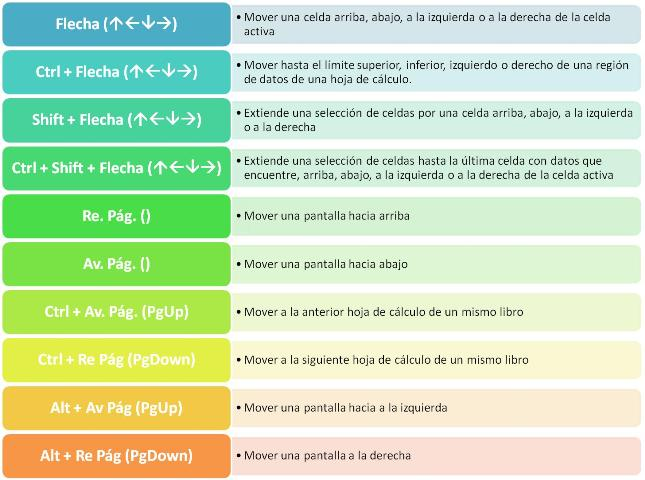 Flecha (↑←↓→)
• Mover una celda arriba, abajo, a la izquierda o a la derecha de la celda
activa
Ctrl + Flecha (↑←↓→)
• Mover hasta el límite superior, inferior, izquierdo o derecho de una región
de datos de una hoja de cálculo.
Shift + Flecha (↑←↓→)
• Extiende una selección de celdas por una celda arriba, abajo, a la izquierda
o a la derecha
Ctrl + Shift + Flecha (↑←↓→)
• Extiende una selección de celdas hasta la última celda con datos que
encuentre, arriba, abajo, a la izquierda o a la derecha de la celda activa
Re. Pág. ()
• Mover una pantalla hacia arriba
Av. Pág. ()
• Mover una pantalla hacia abajo
Ctrl + Av. Pág. (PgUp)
• Mover a la anterior hoja de cálculo de un mismo libro
Ctrl + Re Pág (PgDown)
• Mover a la siguiente hoja de cálculo de un mismo libro
Alt + Av Pág (PgUp)
• Mover una pantalla hacia a la izquierda
Alt + Re Pág (PgDown)
• Mover una pantalla a la derecha